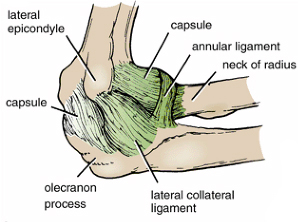 lateral
epicondyle
capsule
annular ligament
neck of radius
capsule
olecranon
process
lateral collateral
ligament